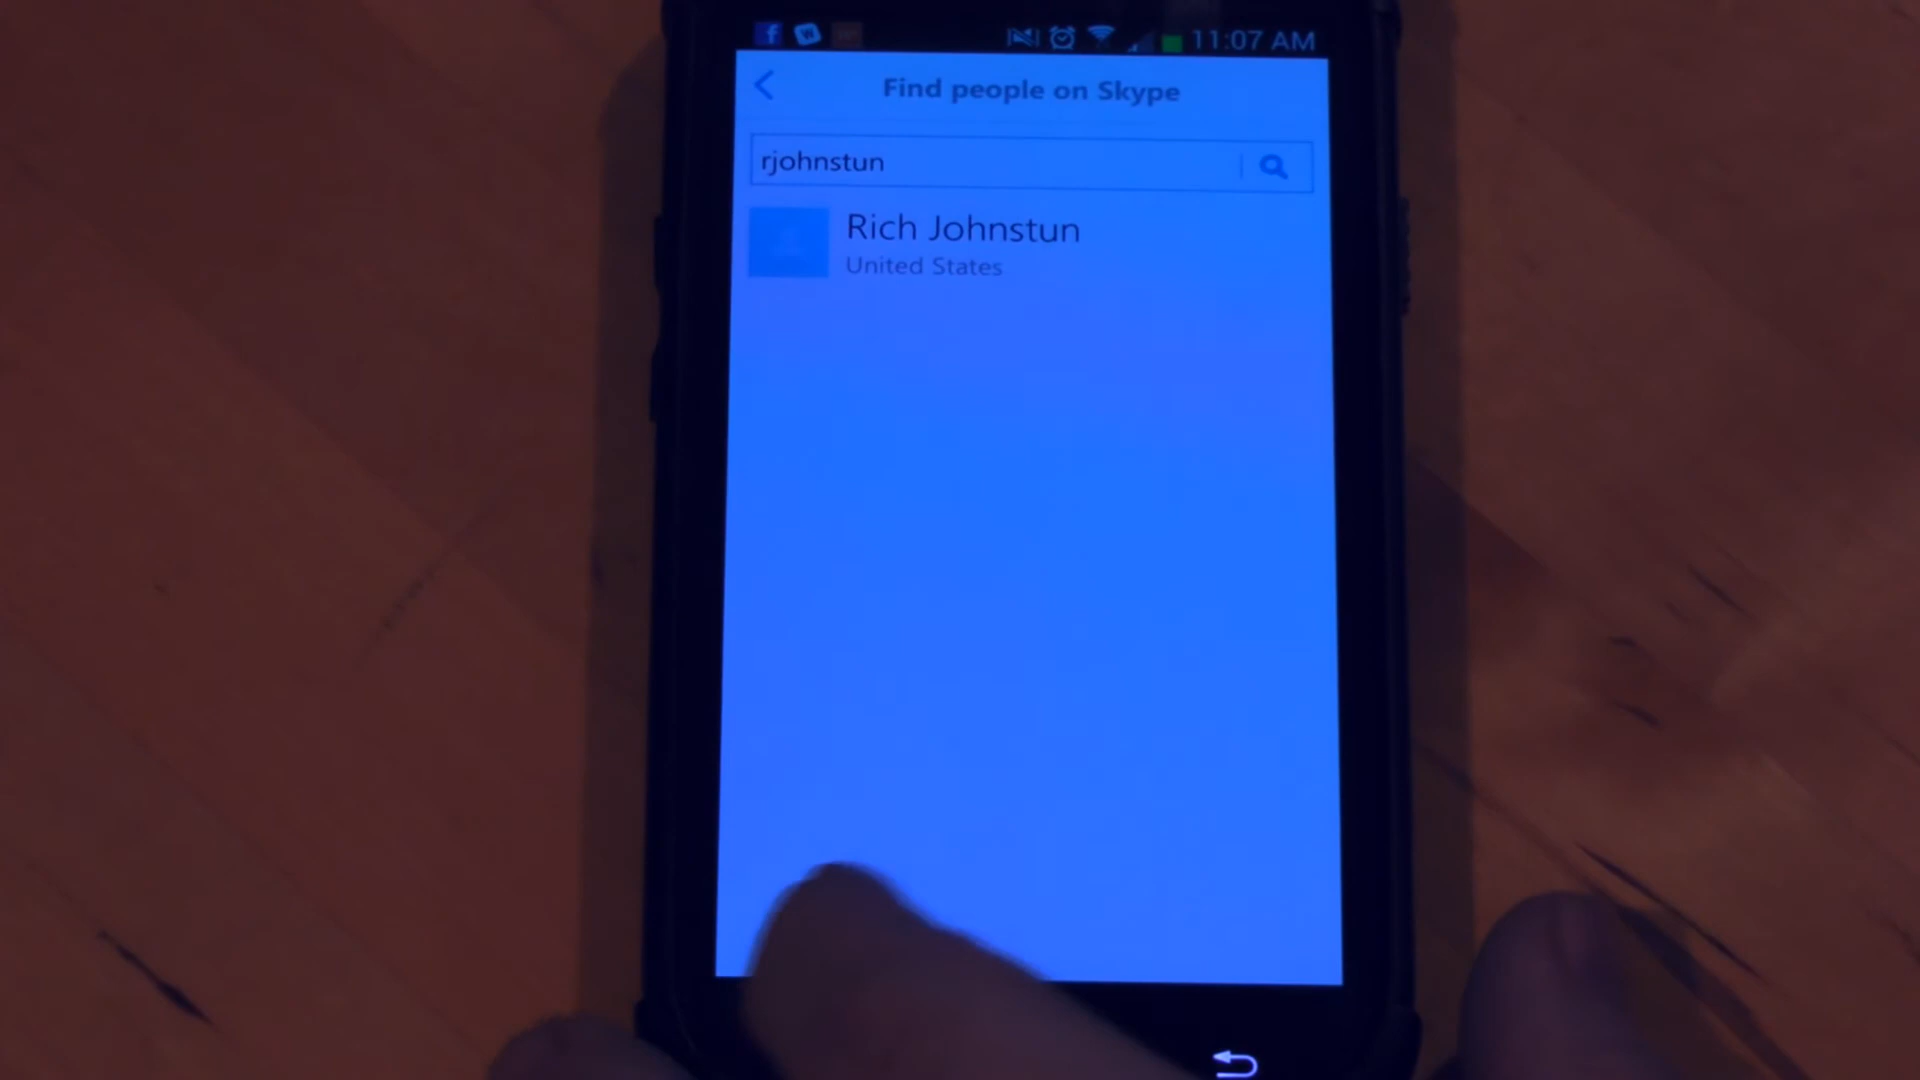 11:07 AM
Find people on Skype
rjohnstun
Rich Johnstun
United States